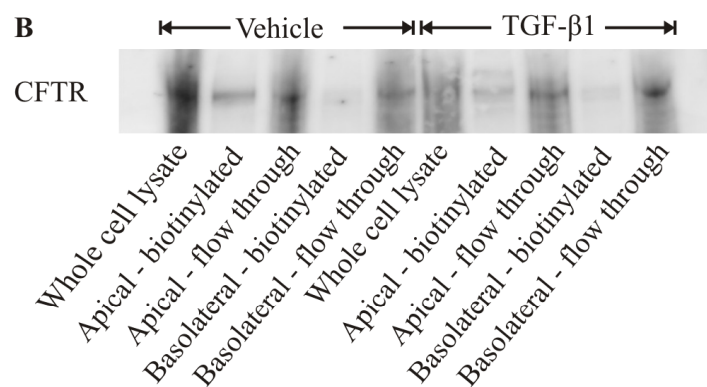 B
Vehicle
TGF-β1
CFTR
Whole cell lysate
Apical - biotinylated
Apical - flow through
Basolateral - biotinylated
Basolateral - flow through
Whole cell lysate
Apical - biotinylated
Apical - flow through
Basolateral - biotinylated
Basolateral - flow through